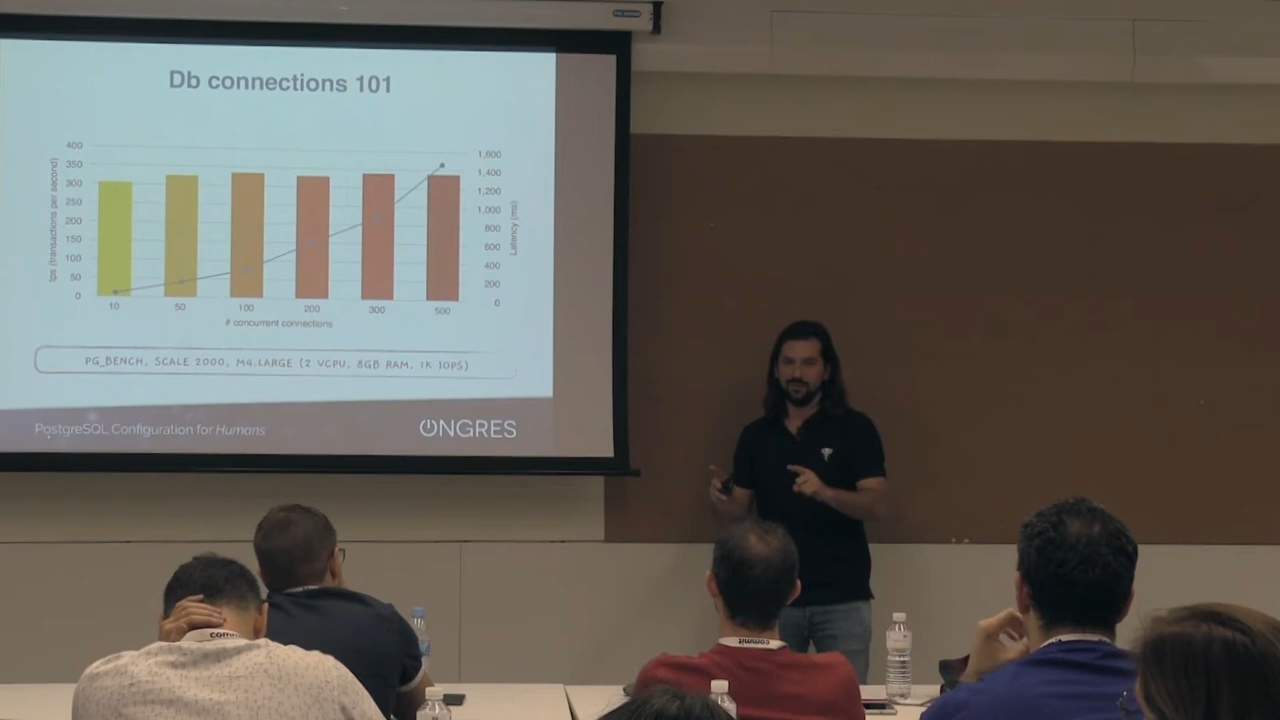 Db connections 101
400
350
300
250
200
150
100
50
0
tps (transactions per second)
1,600
1,400
1,200
1,000
800
600
400
200
0
Latency (ms)
10 50 100 200 300 500
# concurrent connections
PG_BENCH, SCALE 2000, M4.LARGE (2 VCPU, 8GB RAM, 1K IOPS)
PostgreSQL Configuration for Humans
ONGRES
commit